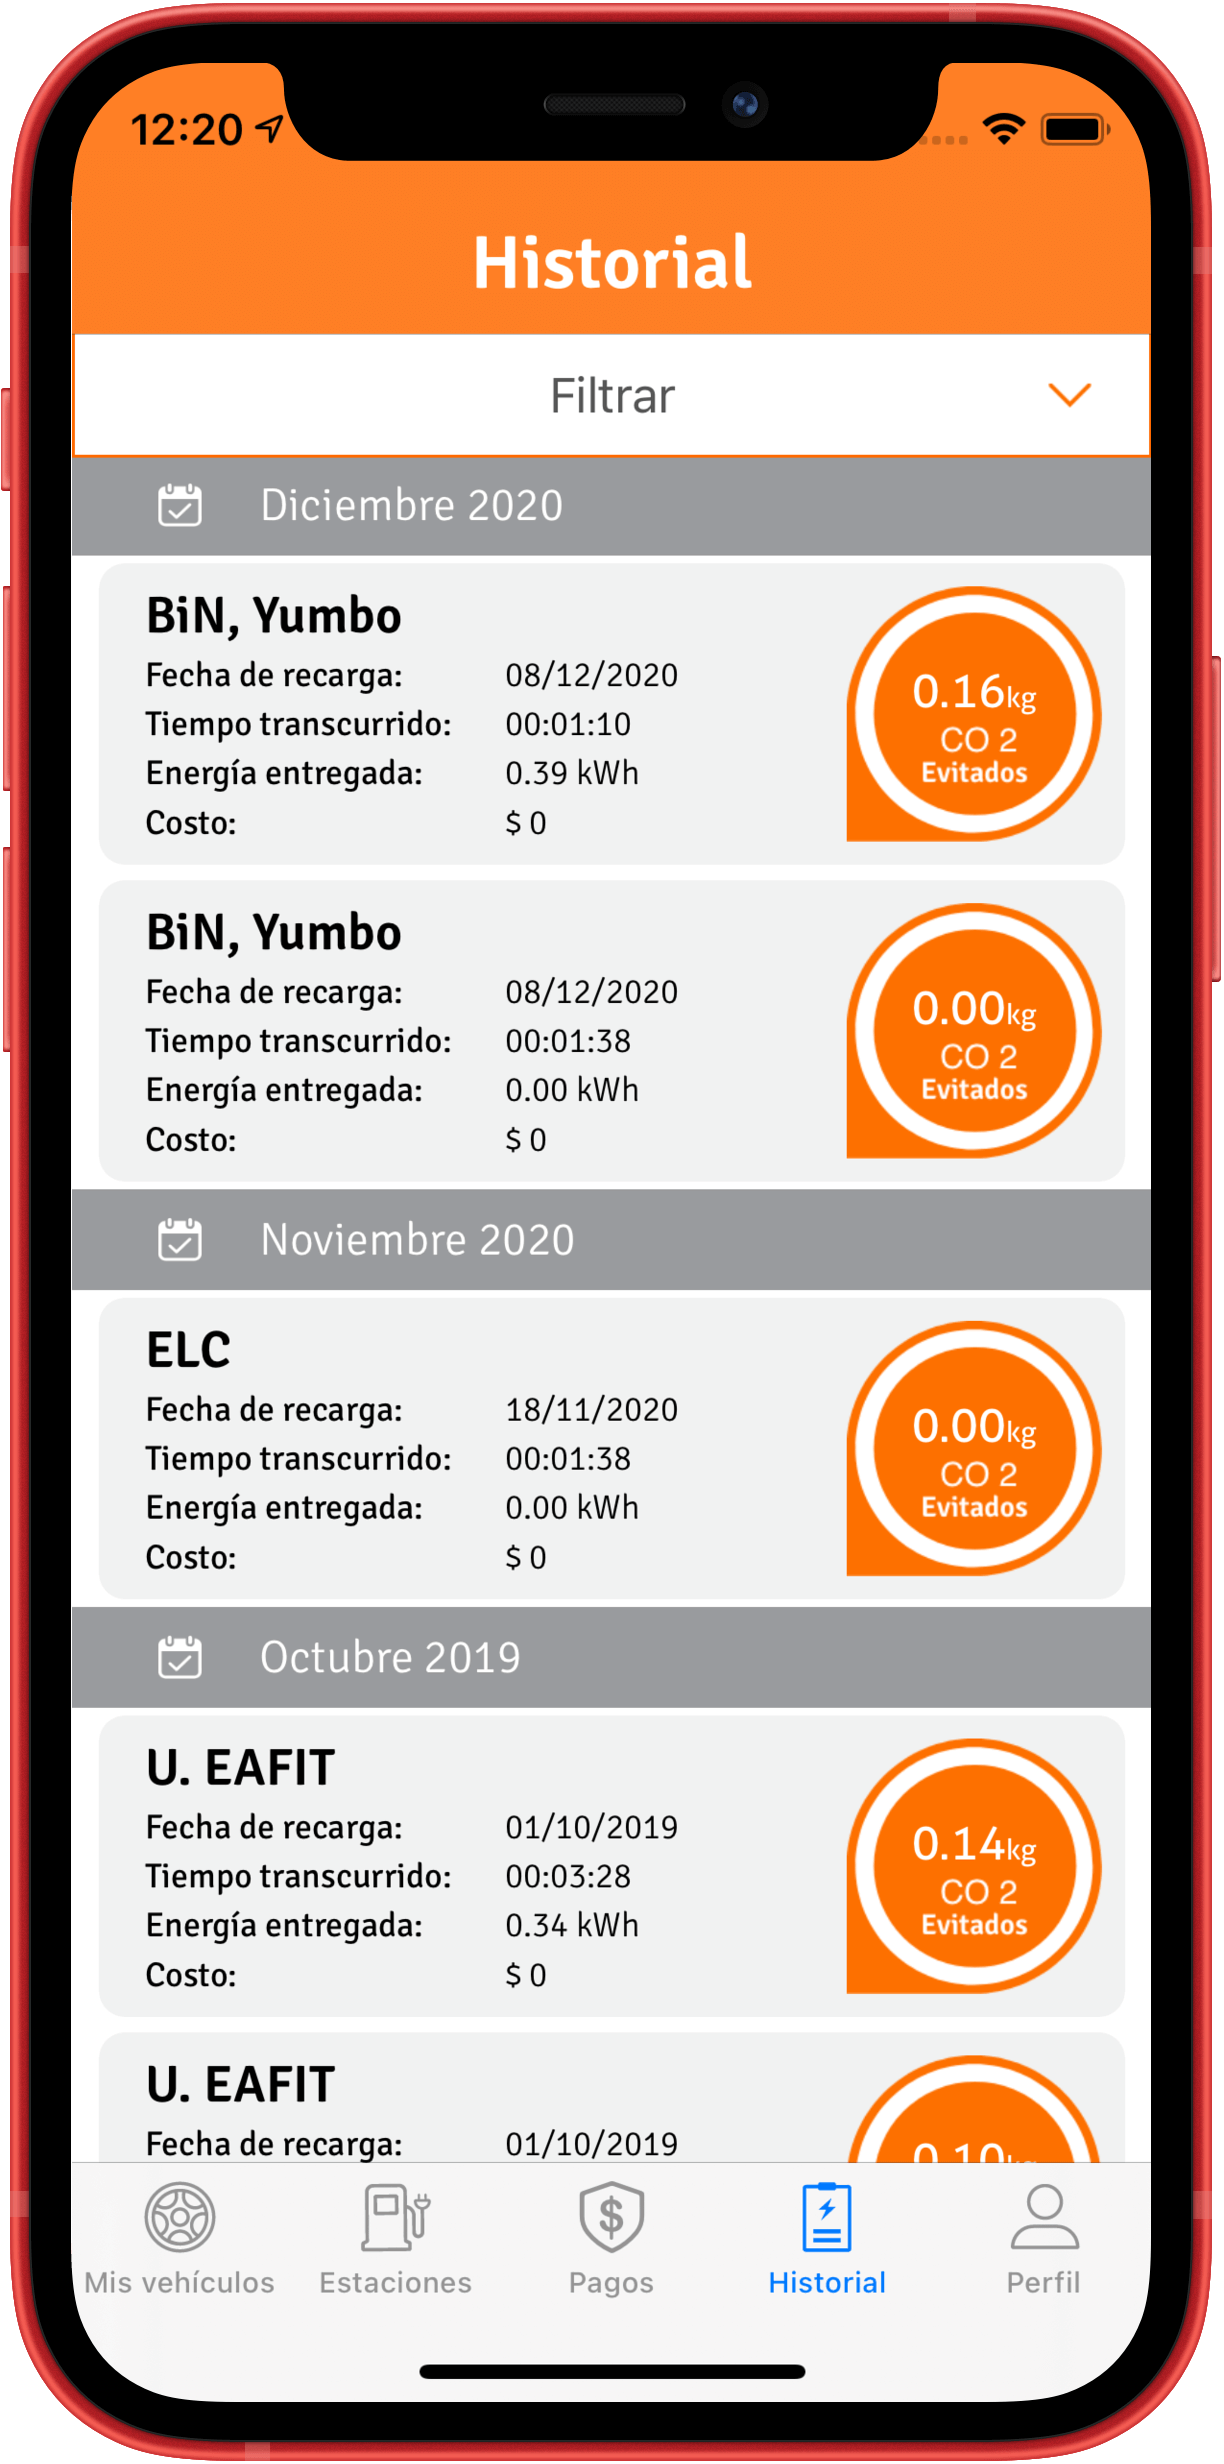 12:20
Historial
Filtrar
Diciembre 2020
BiN, Yumbo
Fecha de recarga: 08/12/2020
Tiempo transcurrido: 00:01:10
Energía entregada: 0.39 kWh
Costo: $ 0
0.16kg
CO 2
Evitados
BiN, Yumbo
Fecha de recarga: 08/12/2020
Tiempo transcurrido: 00:01:38
Energía entregada: 0.00 kWh
Costo: $ 0
0.00kg
CO 2
Evitados
Noviembre 2020
ELC
Fecha de recarga: 18/11/2020
Tiempo transcurrido: 00:01:38
Energía entregada: 0.00 kWh
Costo: $ 0
0.00kg
CO 2
Evitados
Octubre 2019
U. EAFIT
Fecha de recarga: 01/10/2019
Tiempo transcurrido: 00:03:28
Energía entregada: 0.34 kWh
Costo: $ 0
0.14kg
CO 2
Evitados
U. EAFIT
Fecha de recarga: 01/10/2019
0.10kg
Mis vehículos
Estaciones
$
Pagos
Historial
Perfil